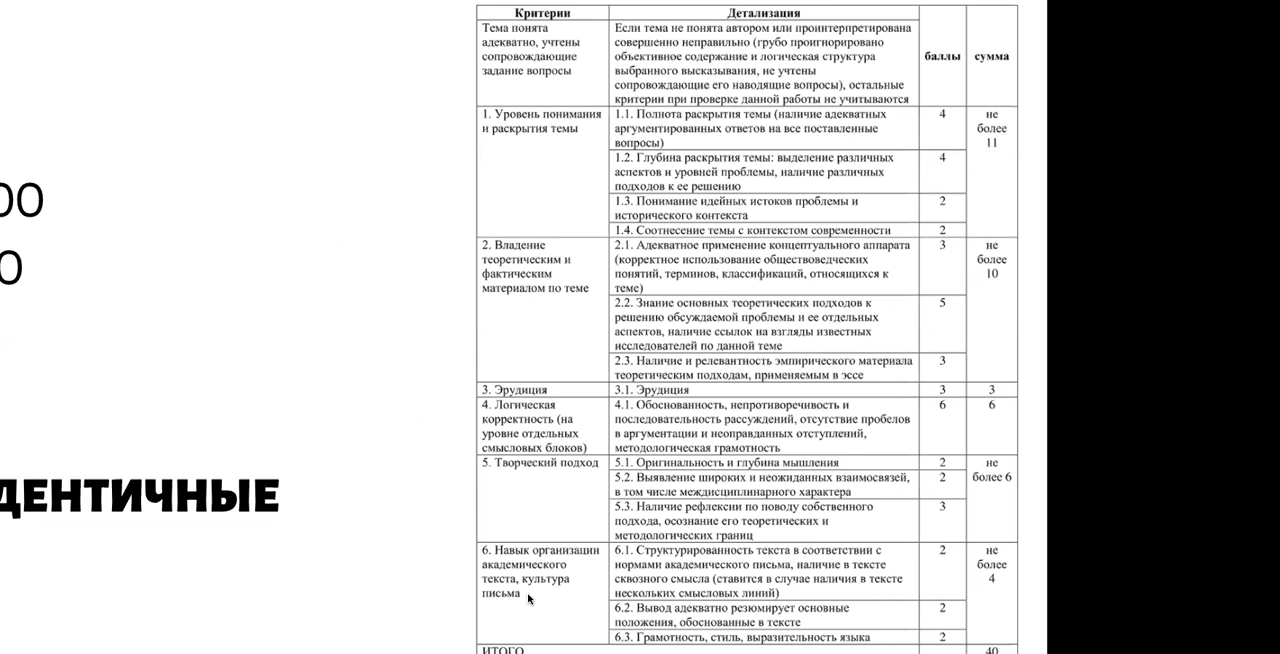 Критерии Детализация баллы сумма
Тема понята
адекватно, учтены
сопровождающие
задание вопросы
Если тема не понята автором или проинтерпретирована
совершенно неправильно (грубо проигнорировано
объективное содержание и логическая структура
выбранного высказывания, не учтены
сопровождающие его наводящие вопросы), остальные
критерии при проверке данной работы не учитываются
1. Уровень понимания
и раскрытия темы
1.1. Полнота раскрытия темы (наличие адекватных
аргументированных ответов на все поставленные
вопросы)
4
не
более
11
1.2. Глубина раскрытия темы: выделение различных
аспектов и уровней проблемы, наличие различных
подходов к ее решению
4
1.3. Понимание идейных истоков проблемы и
исторического контекста
2
1.4. Соотнесение темы с контекстом современности
2
2. Владение
теоретическим и
фактическим
материалом по теме
2.1. Адекватное применение концептуального аппарата
(корректное использование обществоведческих
понятий, терминов, классификаций, относящихся к
теме)
3
не
более
10
2.2. Знание основных теоретических подходов к
решению обсуждаемой проблемы и ее отдельных
аспектов, наличие ссылок на взгляды известных
исследователей по данной теме
5
2.3. Наличие и релевантность эмпирического материала
теоретическим подходам, применяемым в эссе
3
3. Эрудиция
3.1. Эрудиция
3
3
4. Логическая
корректность (на
уровне отдельных
смысловых блоков)
4.1. Обоснованность, непротиворечивость и
последовательность рассуждений, отсутствие пробелов
в аргументации и неоправданных отступлений,
методологическая грамотность
6
6
5. Творческий подход
5.1. Оригинальность и глубина мышления
2
не
более 6
5.2. Выявление широких и неожиданных взаимосвязей,
в том числе междисциплинарного характера
2
5.3. Наличие рефлексии по поводу собственного
подхода, осознание его теоретических и
методологических границ
3
6. Навык организации
академического
текста, культура
письма
6.1. Структурированность текста в соответствии с
нормами академического письма, наличие в тексте
сквозного смысла (ставится в случае наличия в тексте
нескольких смысловых линий)
2
не
более
4
6.2. Вывод адекватно резюмирует основные
положения, обоснованные в тексте
2
6.3. Грамотность, стиль, выразительность языка
2
ИТОГО
40
00
0
ДЕНТИЧНЫЕ